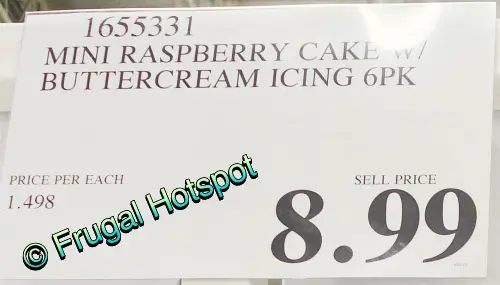 1655331
MINI RASPBERRY CAKE W/
BUTTERCREAM ICING 6PK
PRICE PER EACH
1.498
SELL PRICE
8.99
© Frugal Hotspot